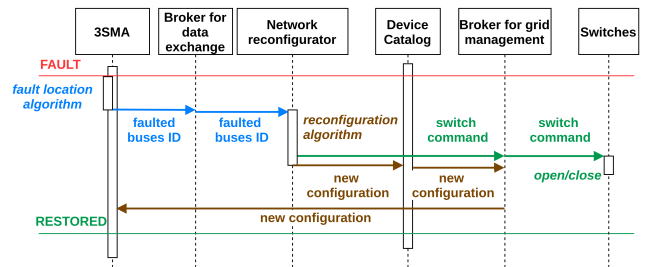 3SMA
Broker for
data
exchange
Network
reconfigurator
Device
Catalog
Broker for grid
management
Switches
FAULT
fault location
algorithm
faulted
buses ID
faulted
buses ID
reconfiguration
algorithm
switch
command
switch
command
new
configuration
new
configuration
open/close
new configuration
RESTORED